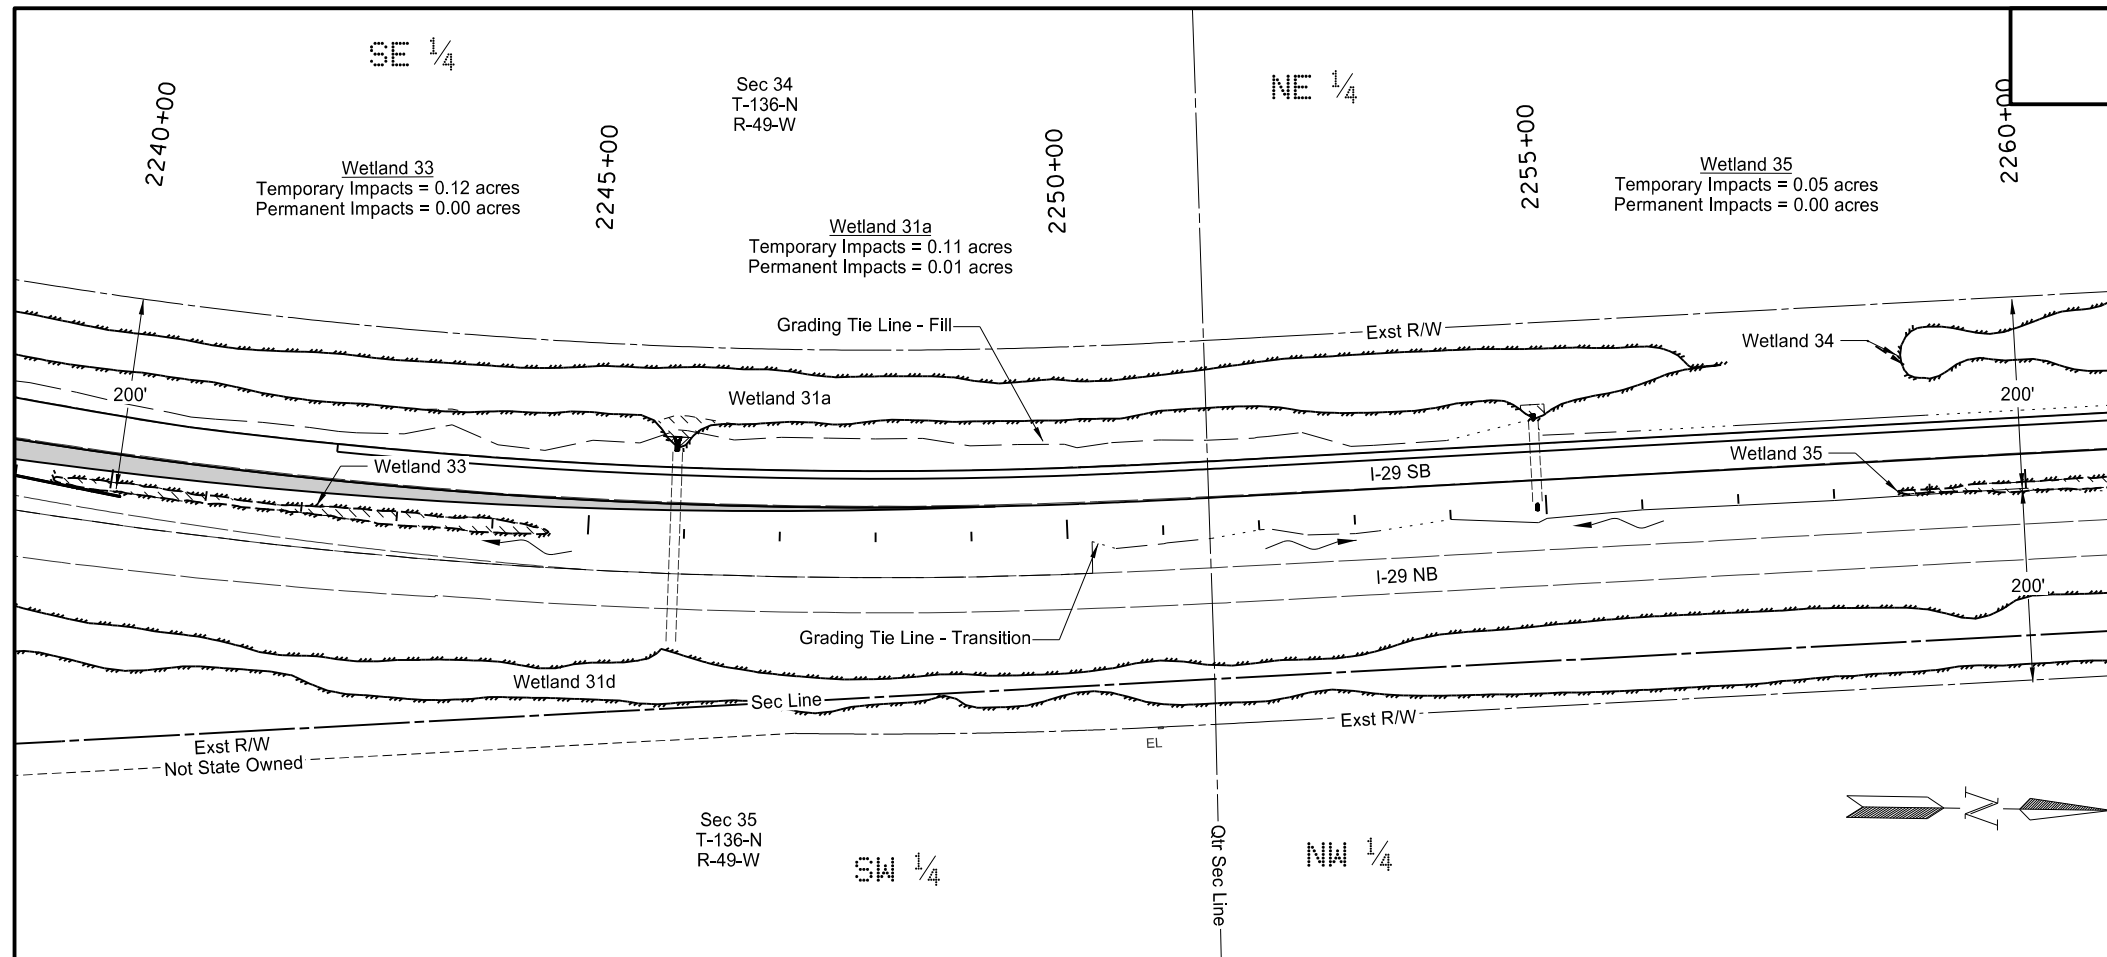 SE 1/4
Sec 34
T-136-N
R-49-W
NE 1/4
2240+00
2245+00
2250+00
2255+00
2260+00
Wetland 33
Temporary Impacts = 0.12 acres
Permanent Impacts = 0.00 acres
Wetland 31a
Temporary Impacts = 0.11 acres
Permanent Impacts = 0.01 acres
Wetland 35
Temporary Impacts = 0.05 acres
Permanent Impacts = 0.00 acres
Grading Tie Line - Fill
Exst R/W
Wetland 34
200'
Wetland 31a
200'
Wetland 33
I-29 SB
Wetland 35
I-29 NB
200'
Grading Tie Line - Transition
Wetland 31d
Sec Line
Exst R/W
Exst R/W
Not State Owned
EL
Sec 35
T-136-N
R-49-W
SW 1/4
Qtr Sec Line
NW 1/4
N